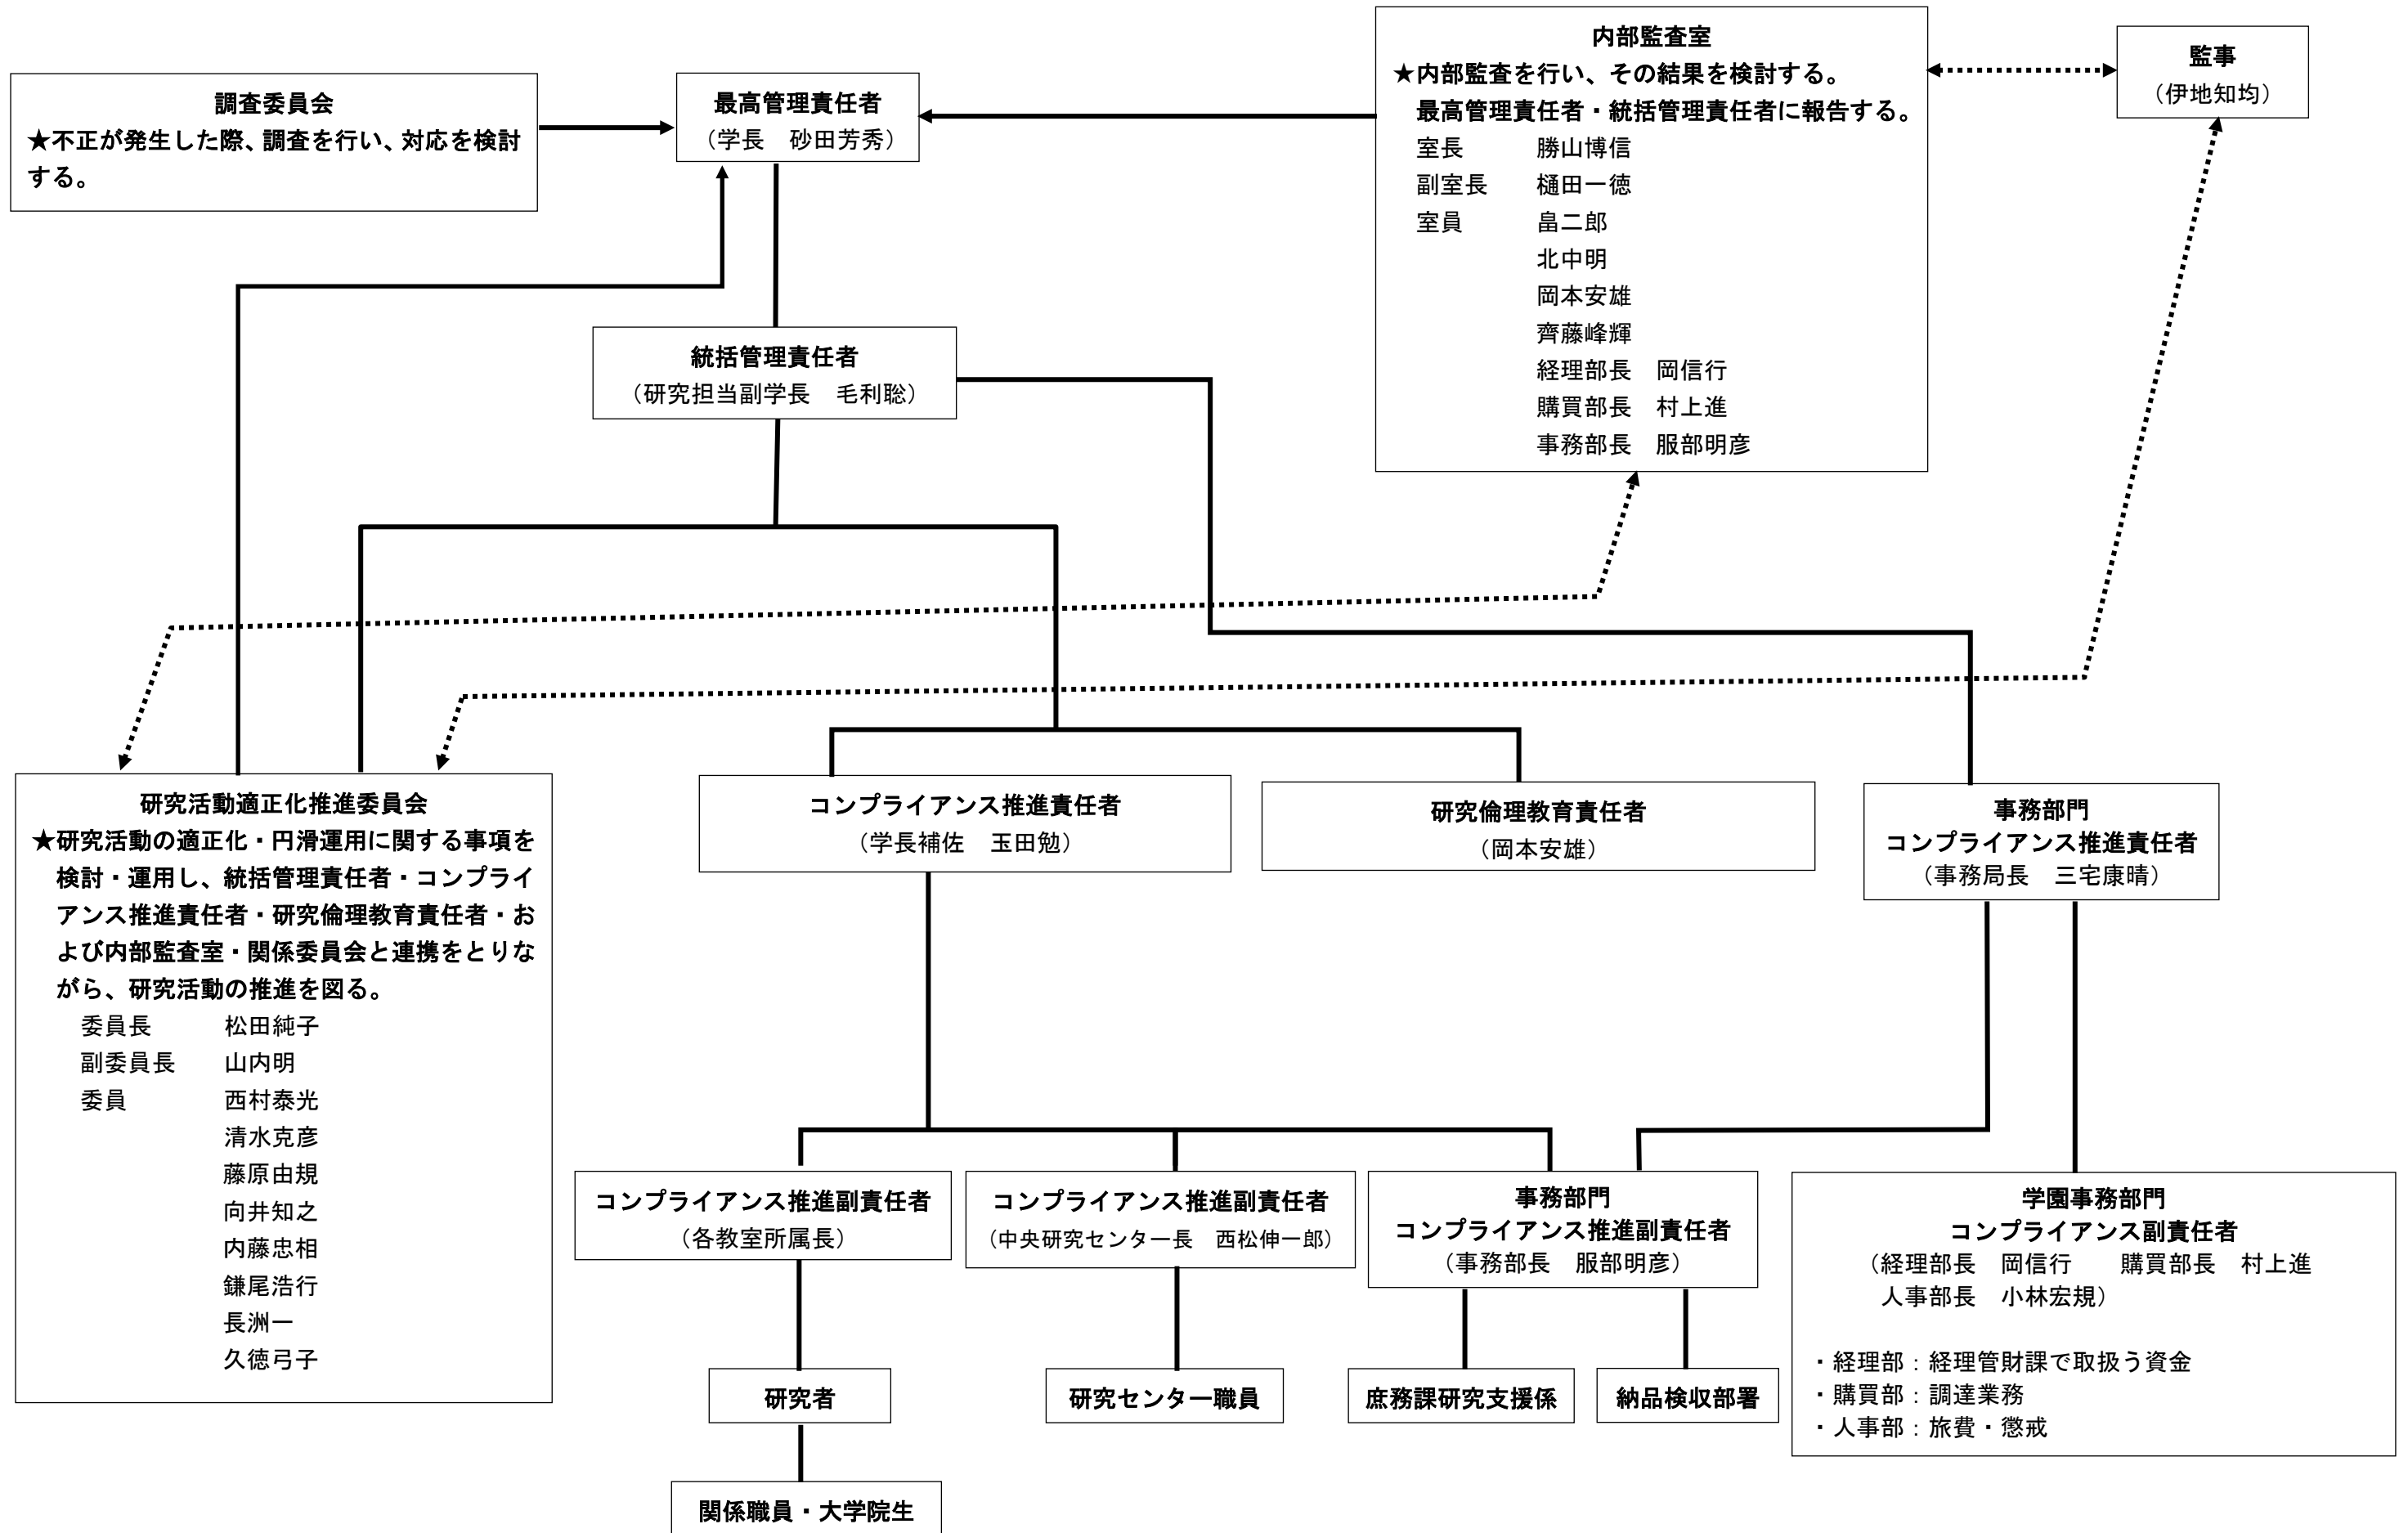 調査委員会
★不正が発生した際、調査を行い、対応を検討
する。
最高管理責任者
（学長　砂田芳秀）
内部監査室
★内部監査を行い、その結果を検討する。
最高管理責任者・統括管理責任者に報告する。
室長　勝山博信
副室長　樋田一徳
室員　畠二郎
北中明
岡本安雄
齊藤峰輝
経理部長　岡信行
購買部長　村上進
事務部長　服部明彦
監事
（伊地知均）
統括管理責任者
（研究担当副学長　毛利聡）
研究活動適正化推進委員会
★研究活動の適正化・円滑運用に関する事項を
検討・運用し、統括管理責任者・コンプライ
アンス推進責任者・研究倫理教育責任者・お
よび内部監査室・関係委員会と連携をとりな
がら、研究活動の推進を図る。
委員長　松田純子
副委員長　山内明
委員　西村泰光
清水克彦
藤原由規
向井知之
内藤忠相
鎌尾浩行
長洲一
久徳弓子
コンプライアンス推進責任者
（学長補佐　玉田勉）
研究倫理教育責任者
（岡本安雄）
事務部門
コンプライアンス推進責任者
（事務局長　三宅康晴）
コンプライアンス推進副責任者
（各教室所属長）
コンプライアンス推進副責任者
（中央研究センター長　西松伸一郎）
事務部門
コンプライアンス推進副責任者
（事務部長　服部明彦）
学園事務部門
コンプライアンス副責任者
（経理部長　岡信行　　購買部長　村上進
人事部長　小林宏規）
・経理部：経理管財課で取扱う資金
・購買部：調達業務
・人事部：旅費・懲戒
研究者
研究センター職員
庶務課研究支援係
納品検収部署
関係職員・大学院生